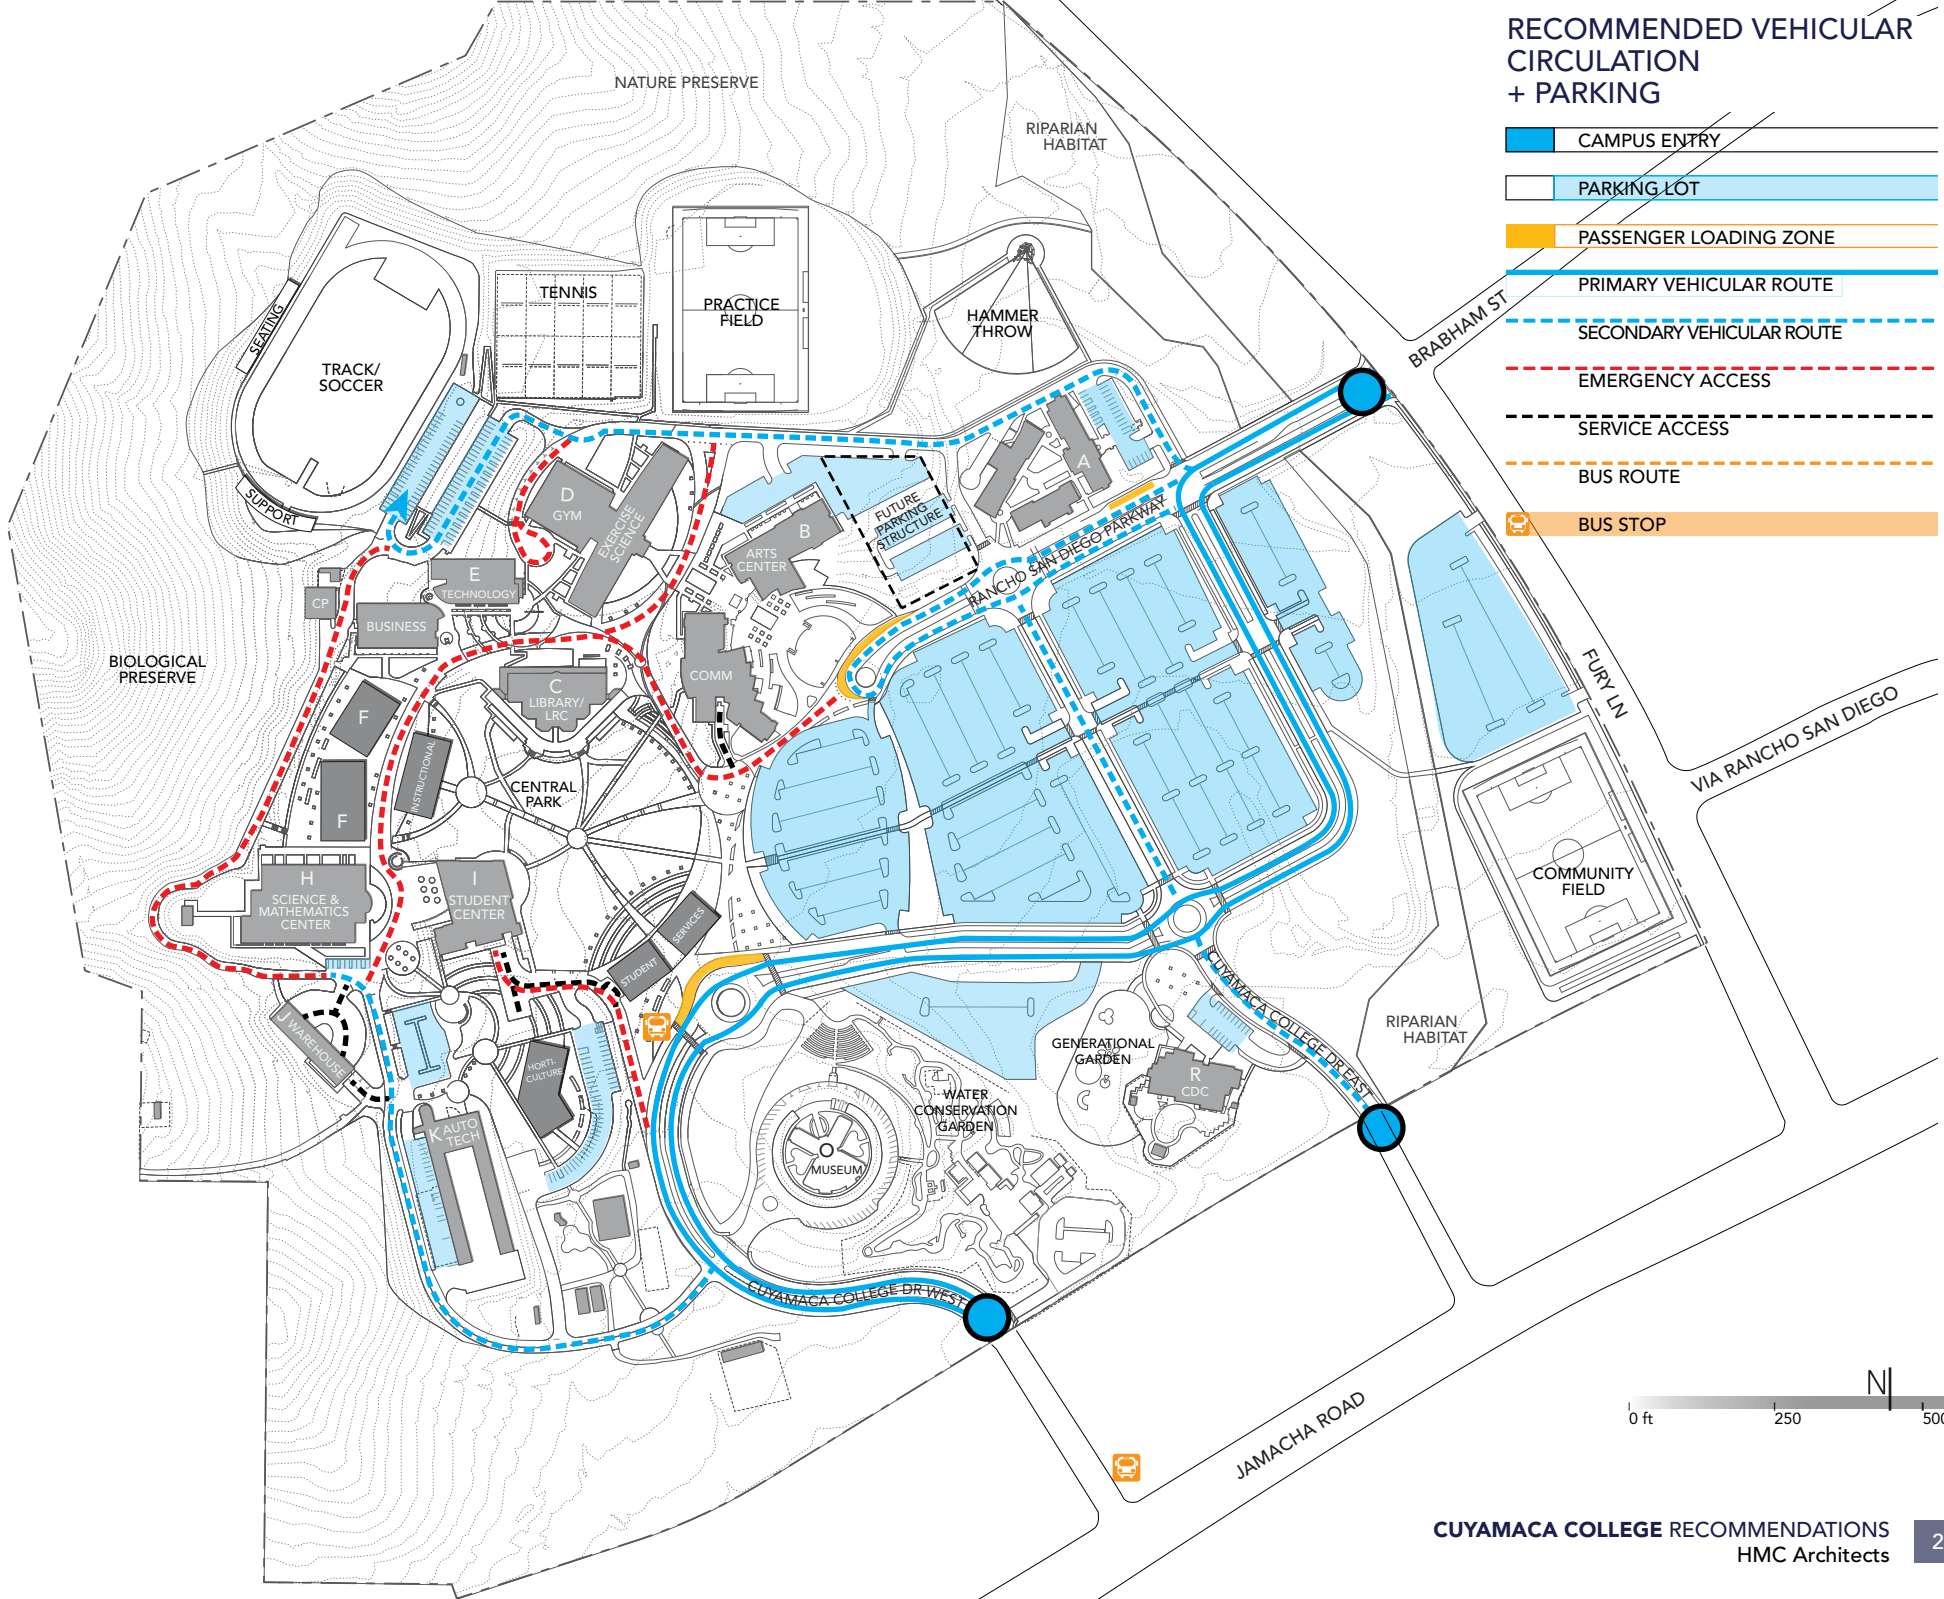 RECOMMENDED VEHICULAR
CIRCULATION
+ PARKING
CAMPUS ENTRY
PARKING LOT
PASSENGER LOADING ZONE
PRIMARY VEHICULAR ROUTE
SECONDARY VEHICULAR ROUTE
EMERGENCY ACCESS
SERVICE ACCESS
BUS ROUTE
BUS STOP
NATURE PRESERVE
RIPARIAN
HABITAT
TENNIS
PRACTICE
FIELD
HAMMER
THROW
SEATING
TRACK/
SOCCER
SUPPORT
BRABHAM ST
A
D
GYM
EXERCISE
SCIENCE
B
ARTS
CENTER
FUTURE
PARKING
STRUCTURE
RANCHO SAN DIEGO PARKWAY
E
TECHNOLOGY
CP
BUSINESS
BIOLOGICAL
PRESERVE
COMM
C
LIBRARY/
LRC
F
F
INSTRUCTIONAL
CENTRAL
PARK
FURY LN
VIA RANCHO SAN DIEGO
COMMUNITY
FIELD
H
SCIENCE &
MATHEMATICS
CENTER
I
STUDENT
CENTER
STUDENT
SERVICES
J WAREHOUSE
HORTI-
CULTURE
K AUTO
TECH
MUSEUM
WATER
CONSERVATION
GARDEN
GENERATIONAL
GARDEN
R
CDC
CUYAMACA COLLEGE DR EAST
RIPARIAN
HABITAT
CUYAMACA COLLEGE DR WEST
JAMACHA ROAD
N
0 ft
250
500
CUYAMACA COLLEGE RECOMMENDATIONS
HMC Architects
2